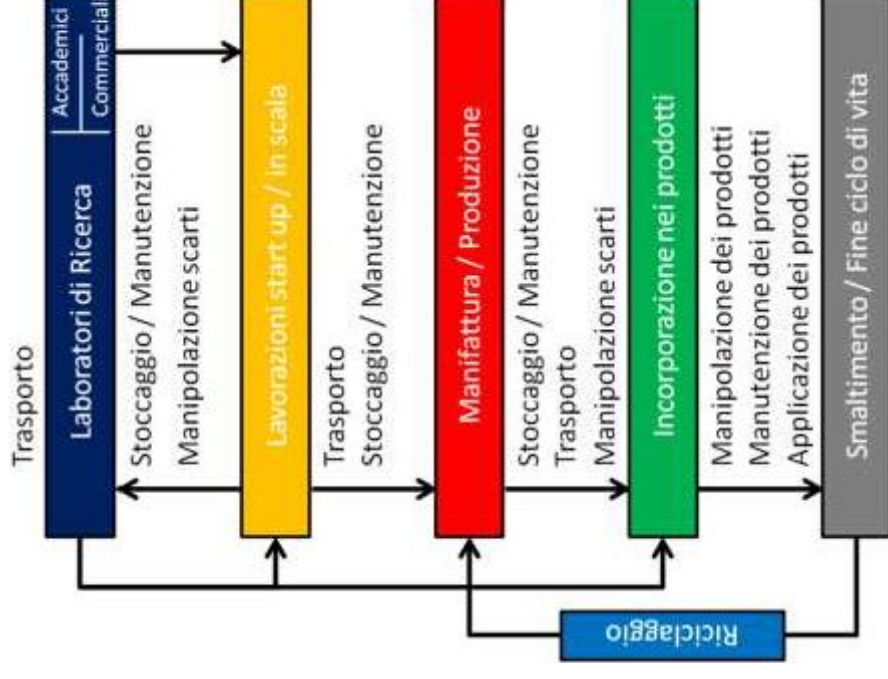 Trasporto
Laboratori di Ricerca
Accademici
Commerciali
Stoccaggio / Manutenzione
Manipolazione scarti
Lavorazioni start up / in scala
Trasporto
Stoccaggio / Manutenzione
Manifattura / Produzione
Stoccaggio / Manutenzione
Trasporto
Manipolazione scarti
Incorporazione nei prodotti
Manipolazione dei prodotti
Manutenzione dei prodotti
Applicazione dei prodotti
Smaltimento / Fine ciclo di vita
Riciclaggio